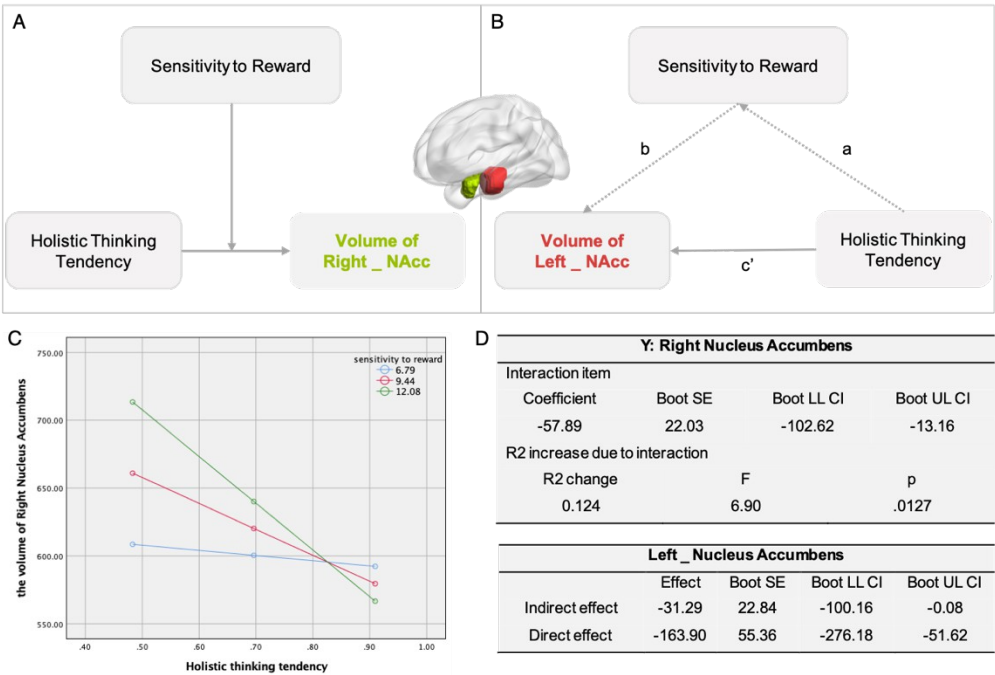 A
Sensitivity to Reward
Holistic Thinking
Tendency
Volume of
Right _ NAcc
B
Sensitivity to Reward
b
a
Volume of
Left _ NAcc
c'
Holistic Thinking
Tendency
C
the volume of Right Nucleus Accumbens
750.00
700.00
650.00
600.00
550.00
sensitivity to reward
6.79
9.44
12.08
.40 .50 .60 .70 .80 .90 1.00
Holistic thinking tendency
D
Y: Right Nucleus Accumbens
Interaction item
Coefficient Boot SE Boot LL CI Boot UL CI
-57.89 22.03 -102.62 -13.16
R2 increase due to interaction
R2 change F p
0.124 6.90 .0127
Left _ Nucleus Accumbens
Effect Boot SE Boot LL CI Boot UL CI
Indirect effect -31.29 22.84 -100.16 -0.08
Direct effect -163.90 55.36 -276.18 -51.62